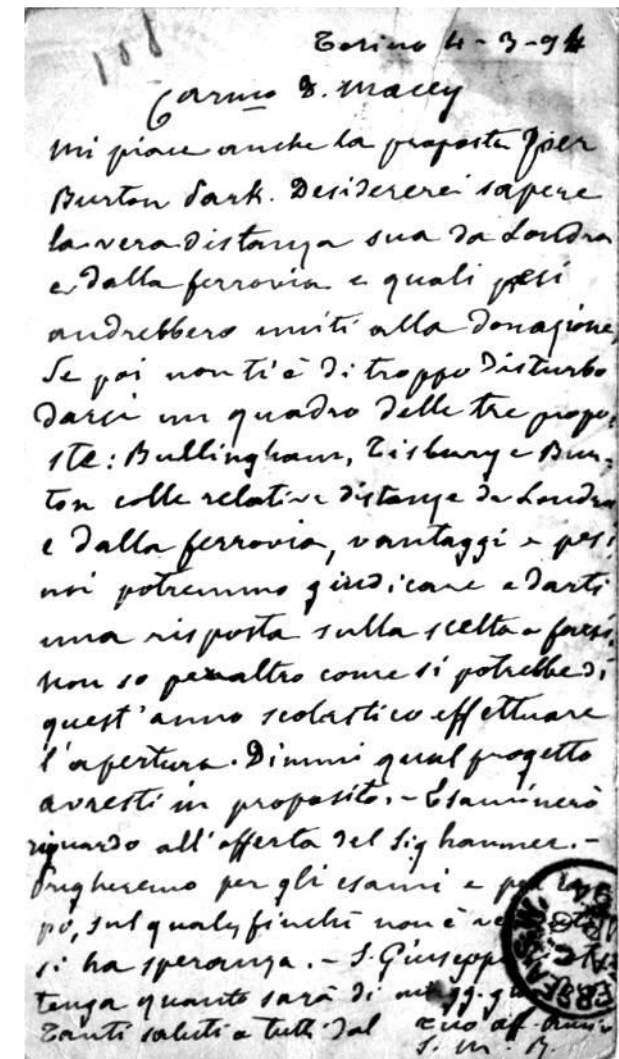 108
Torino 4-3-94
Carmo D. Macey
Mi piace anche la proposta per
Burton Park. Desidererei sapere
la vera distanza sua da Londra
e dalla ferrovia e quali pesi
andrebbero uniti alla donazione,
Se poi non ti è di troppo disturbo
darci un quadro delle tre propo-
ste: Bullingham, Tisbury e Bur-
ton colle relative distanze da Londra
e dalla ferrovia, vantaggi e pesi
noi potremmo giudicare e darti
una risposta sulla scelta a farsi.
Non so peraltro come si potrebbe di
quest'anno scolastico effettuare
l'apertura. Dimmi qual progetto
avresti in proposito. - Esaminerò
riguardo all'offerta del Sig
Pregheremo per gli esami e per
pò, sul quale finchè non è
si ha speranza. - S. Giuseppe
tenga quanto sarà di
Tanti saluti a tutti dal tuo aff. amico
S. M. R.